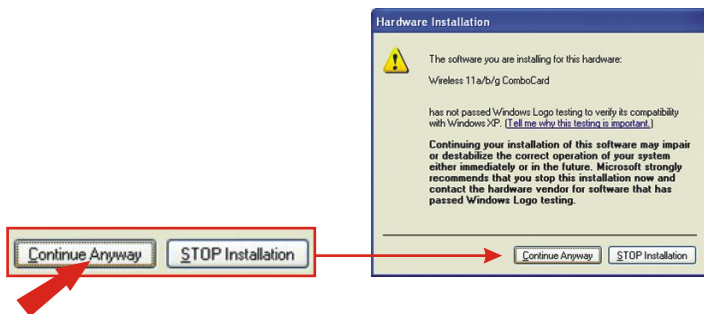 Hardware Installation
The software you are installing for this hardware:
Wireless 11a/b/g ComboCard
has not passed Windows Logo testing to verify its compatibility
with Windows XP. (Tell me why this testing is important.)
Continuing your installation of this software may impair
or destabilize the correct operation of your system
either immediately or in the future. Microsoft strongly
recommends that you stop this installation now and
contact the hardware vendor for software that has
passed Windows Logo testing.
Continue Anyway STOP Installation
Continue Anyway STOP Installation